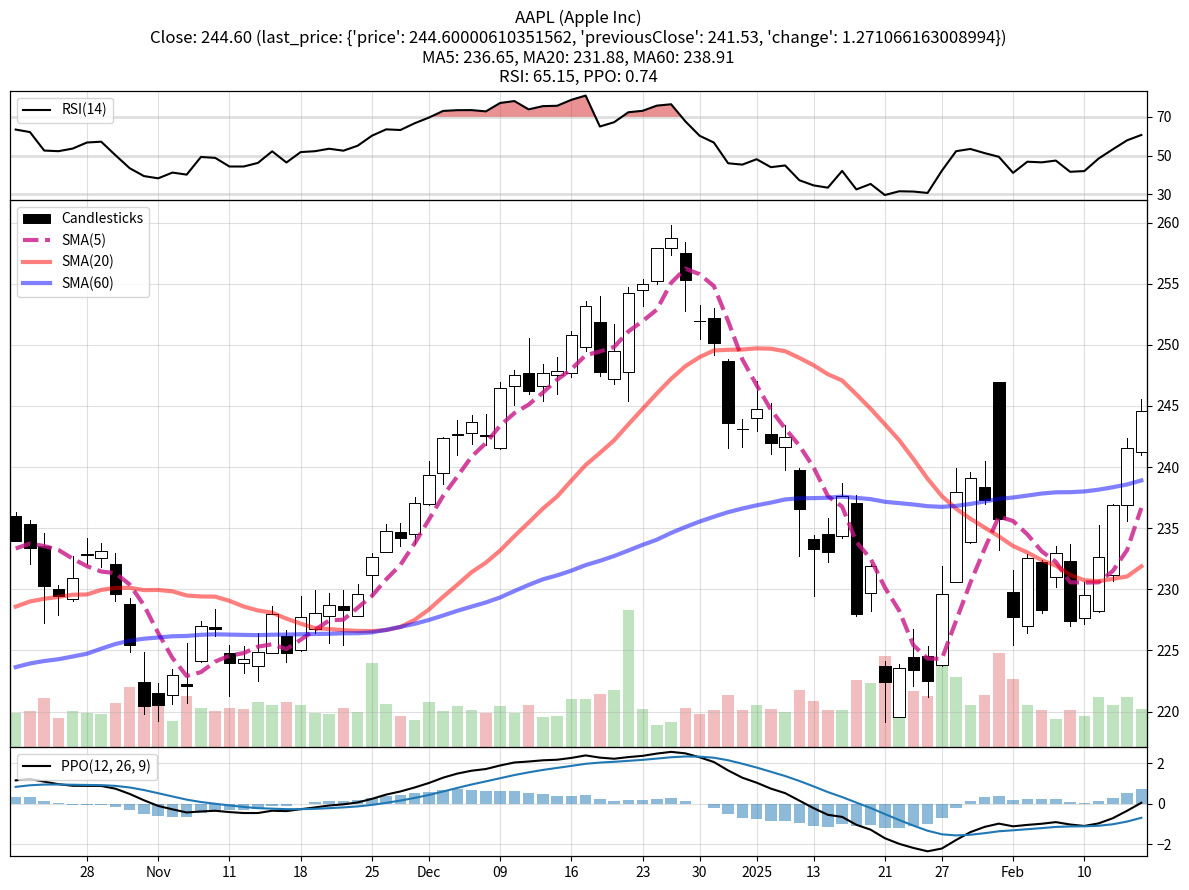 AAPL (Apple Inc)
Close: 244.60 (last_price: {'price': 244.60000610351562, 'previousClose': 241.53, 'change': 1.271066163008994})
MA5: 236.65, MA20: 231.88, MA60: 238.91
RSI: 65.15, PPO: 0.74
RSI(14)
70
50
30
Candlesticks
SMA(5)
SMA(20)
SMA(60)
260
255
250
245
240
235
230
225
220
PPO(12, 26, 9)
2
0
−2
28 Nov 11 18 25 Dec 09 16 23 30 2025 13 21 27 Feb 10